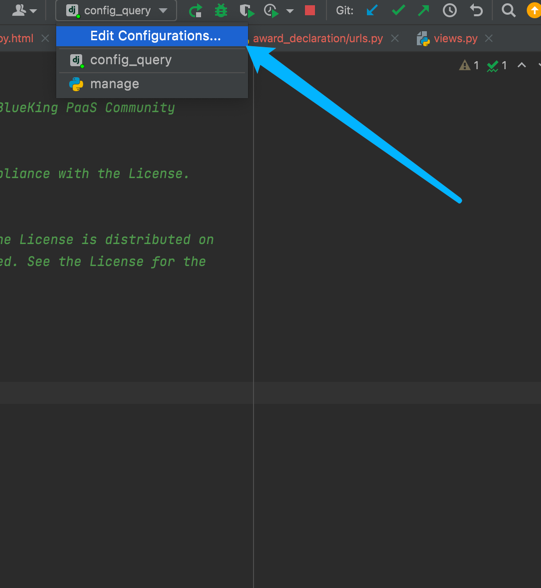 config_query
Git:
Edit Configurations...
config_query
manage
py.html
award_declaration/urls.py
views.py
1
1
BlueKing PaaS Community
pliance with the License.
he License is distributed on
ed. See the License for the